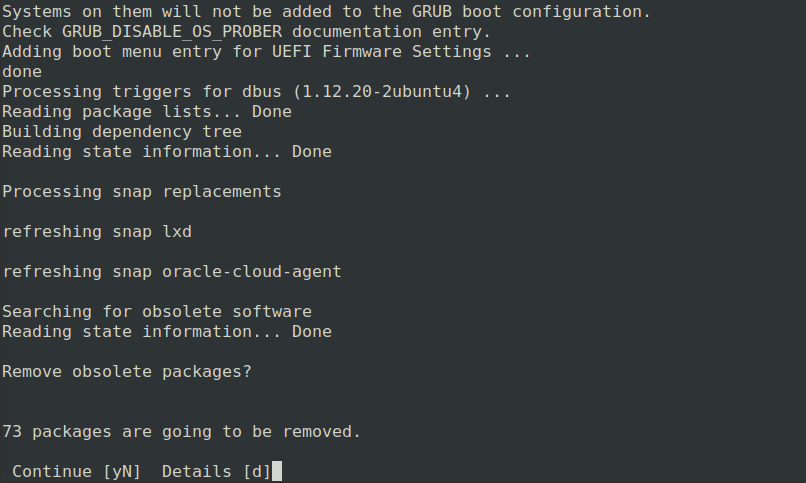 Systems on them will not be added to the GRUB boot configuration.
Check GRUB_DISABLE_OS_PROBER documentation entry.
Adding boot menu entry for UEFI Firmware Settings ...
done
Processing triggers for dbus (1.12.20-2ubuntu4) ...
Reading package lists... Done
Building dependency tree
Reading state information... Done
Processing snap replacements
refreshing snap lxd
refreshing snap oracle-cloud-agent
Searching for obsolete software
Reading state information... Done
Remove obsolete packages?
73 packages are going to be removed.
Continue [yN]  Details [d]